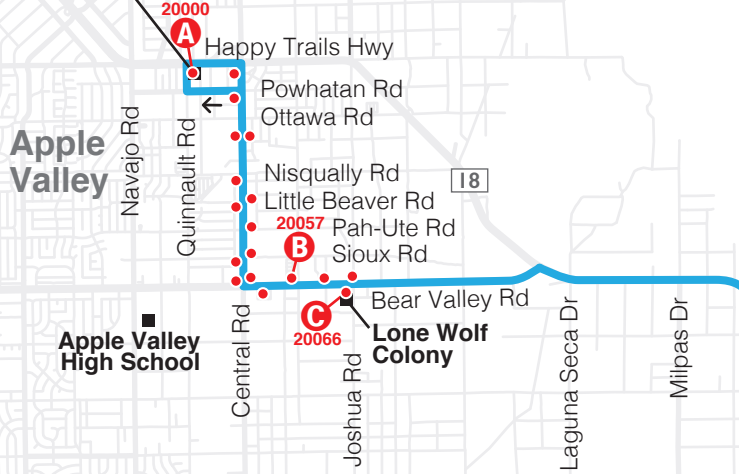 20000
A
Happy Trails Hwy
Powhatan Rd
Ottawa Rd
Navajo Rd
Quinnault Rd
Apple
Valley
18
Nisqually Rd
Little Beaver Rd
20057
B
Pah-Ute Rd
Sioux Rd
Bear Valley Rd
C
20066
Lone Wolf
Colony
Apple Valley
High School
Central Rd
Joshua Rd
Laguna Seca Dr
Milpas Dr